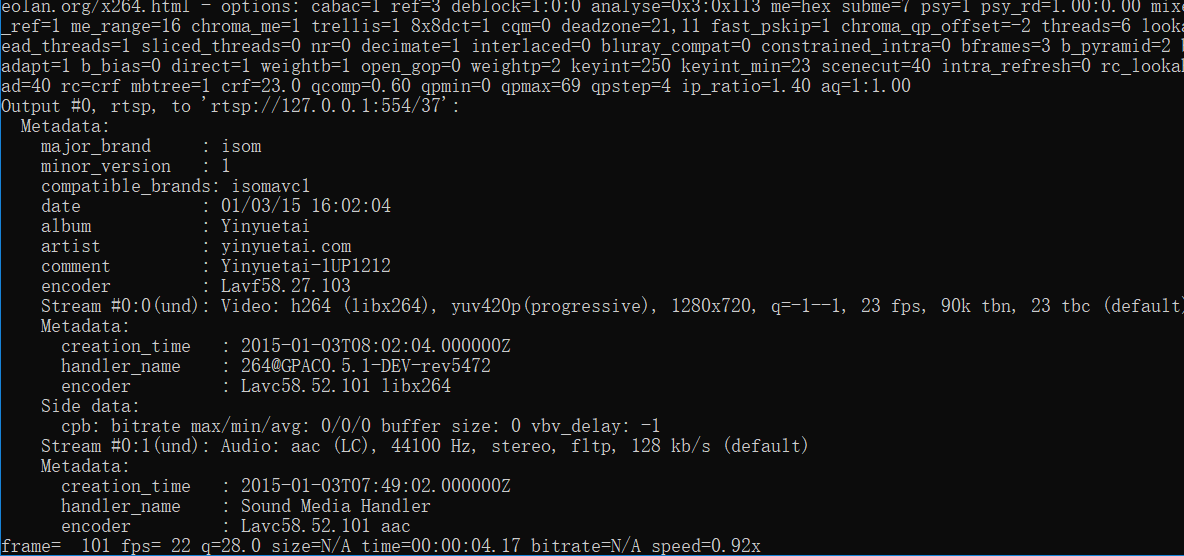 eolan.org/x264.html - options: cabac=1 ref=3 deblock=1:0:0 analyse=0x3:0x113 me=hex subme=7 psy=1 psy_rd=1.00:0.00 mixe
_ref=1 me_range=16 chroma_me=1 trellis=1 8x8dct=1 cqm=0 deadzone=21,11 fast_pskip=1 chroma_qp_offset=-2 threads=6 looka
ead_threads=1 sliced_threads=0 nr=0 decimate=1 interlaced=0 bluray_compat=0 constrained_intra=0 bframes=3 b_pyramid=2 b
adapt=1 b_bias=0 direct=1 weightb=1 open_gop=0 weightp=2 keyint=250 keyint_min=23 scenecut=40 intra_refresh=0 rc_lookah
ad=40 rc=crf mbtree=1 crf=23.0 qcomp=0.60 qpmin=0 qpmax=69 qpstep=4 ip_ratio=1.40 aq=1:1.00
Output #0, rtsp, to 'rtsp://127.0.0.1:554/37':
  Metadata:
    major_brand     : isom
    minor_version   : 1
    compatible_brands: isomavc1
    date            : 01/03/15 16:02:04
    album           : Yinyuetai
    artist          : yinyuetai.com
    comment         : Yinyuetai-1UP1212
    encoder         : Lavf58.27.103
    Stream #0:0(und): Video: h264 (libx264), yuv420p(progressive), 1280x720, q=-1--1, 23 fps, 90k tbn, 23 tbc (default)
    Metadata:
      creation_time   : 2015-01-03T08:02:04.000000Z
      handler_name    : 264@GPAC0.5.1-DEV-rev5472
      encoder         : Lavc58.52.101 libx264
    Side data:
      cpb: bitrate max/min/avg: 0/0/0 buffer size: 0 vbv_delay: -1
    Stream #0:1(und): Audio: aac (LC), 44100 Hz, stereo, fltp, 128 kb/s (default)
    Metadata:
      creation_time   : 2015-01-03T07:49:02.000000Z
      handler_name    : Sound Media Handler
      encoder         : Lavc58.52.101 aac
frame=  101 fps= 22 q=28.0 size=N/A time=00:00:04.17 bitrate=N/A speed=0.92x